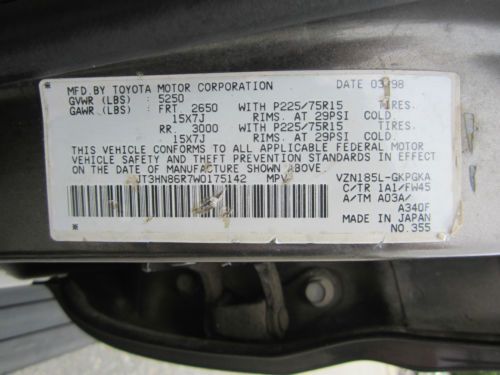 MFD.BY TOYOTA MOTOR CORPORATION DATE 03/98
GVWR (LBS) : 5250
GAWR (LBS) : FRT 2650 WITH P225/75R15 TIRES.
15X7J RIMS. AT 29PSI COLD.
RR. 3000 WITH P225/75R15 TIRES.
15X7J RIMS. AT 29PSI COLD.
THIS VEHICLE CONFORMS TO ALL APPLICABLE FEDERAL MOTOR
VEHICLE SAFETY AND THEFT PREVENTION STANDARDS IN EFFECT
ON THE DATE OF MANUFACTURE SHOWN ABOVE.
JT3HN86R7W0175142 MPV VZN185L-GKPGKA
C/TR 1A1/FW45
A/TM A03A/
A340F
MADE IN JAPAN
NO.355